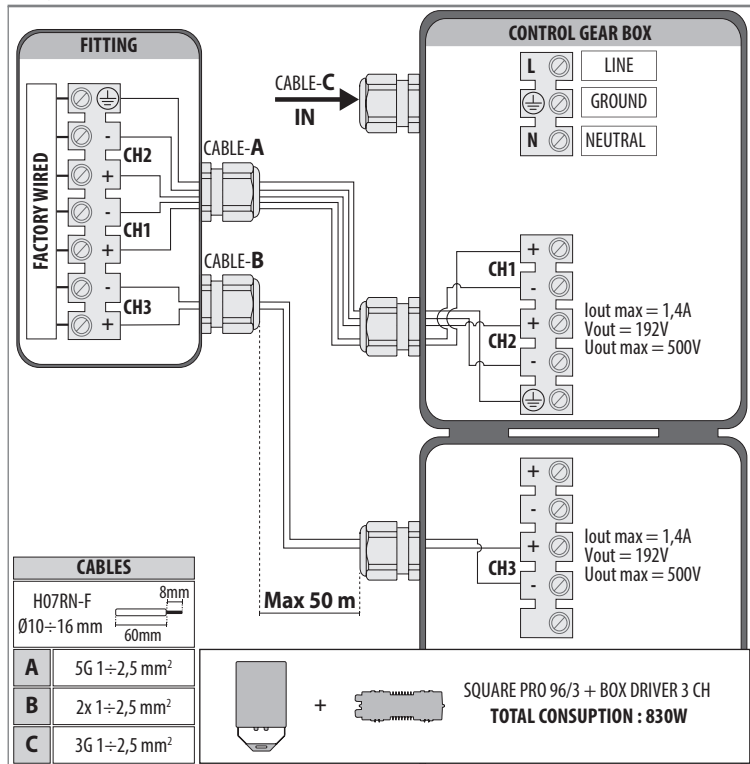 FITTING
FACTORY WIRED
-
CH2
+
-
CH1
+
-
CH3
+
CABLE-A
CABLE-B
CABLE-C
IN
CONTROL GEAR BOX
L LINE
GROUND
N NEUTRAL
+
CH1
-
+
CH2
-
Iout max = 1,4A
Vout = 192V
Uout max = 500V
+
-
+
CH3
-
Iout max = 1,4A
Vout = 192V
Uout max = 500V
Max 50 m
CABLES
H07RN-F
Ø10÷16 mm
8mm
60mm
A 5G 1÷2,5 mm²
B 2x 1÷2,5 mm²
C 3G 1÷2,5 mm²
+
SQUARE PRO 96/3 + BOX DRIVER 3 CH
TOTAL CONSUPTION : 830W